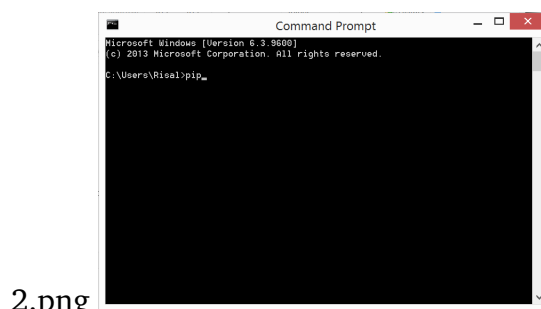 Command Prompt
Microsoft Windows [Version 6.3.9600]
(c) 2013 Microsoft Corporation. All rights reserved.
C:\Users\Risal>pip_
2.png